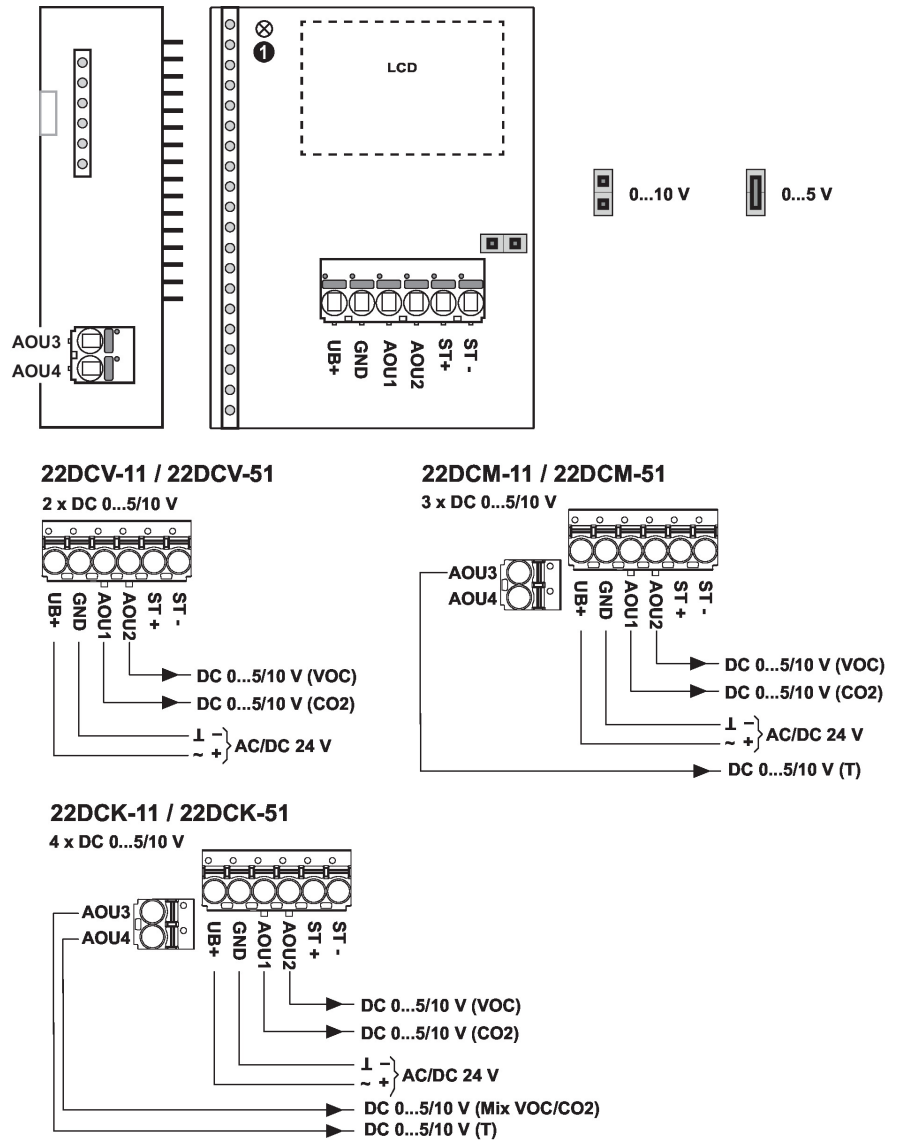 1
LCD
0...10 V
0...5 V
AOU3
AOU4
UB+
GND
AOU1
AOU2
ST+
ST -
22DCV-11 / 22DCV-51
2 x DC 0...5/10 V
UB+
GND
AOU1
AOU2
ST +
ST -
DC 0...5/10 V (VOC)
DC 0...5/10 V (CO2)
⊥ −
~ +
AC/DC 24 V
22DCM-11 / 22DCM-51
3 x DC 0...5/10 V
AOU3
AOU4
UB+
GND
AOU1
AOU2
ST +
ST -
DC 0...5/10 V (VOC)
DC 0...5/10 V (CO2)
⊥ −
~ +
AC/DC 24 V
DC 0...5/10 V (T)
22DCK-11 / 22DCK-51
4 x DC 0...5/10 V
AOU3
AOU4
UB+
GND
AOU1
AOU2
ST +
ST -
DC 0...5/10 V (VOC)
DC 0...5/10 V (CO2)
⊥ −
~ +
AC/DC 24 V
DC 0...5/10 V (Mix VOC/CO2)
DC 0...5/10 V (T)